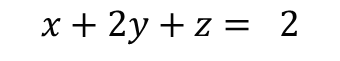 x + 2y + z = 2